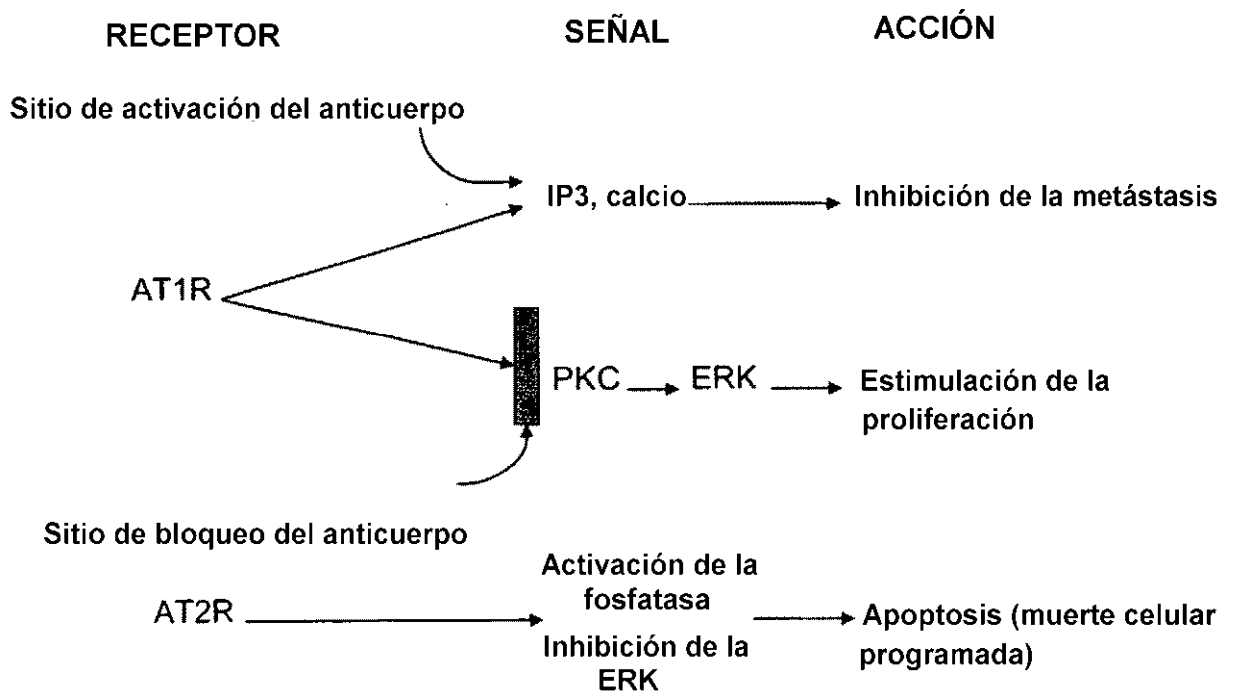 RECEPTOR SEÑAL ACCIÓN
Sitio de activación del anticuerpo
IP3, calcio Inhibición de la metástasis
AT1R
PKC ERK Estimulación de la
proliferación
Sitio de bloqueo del anticuerpo
Activación de la
fosfatasa
AT2R
Apoptosis (muerte celular
programada)
Inhibición de la
ERK